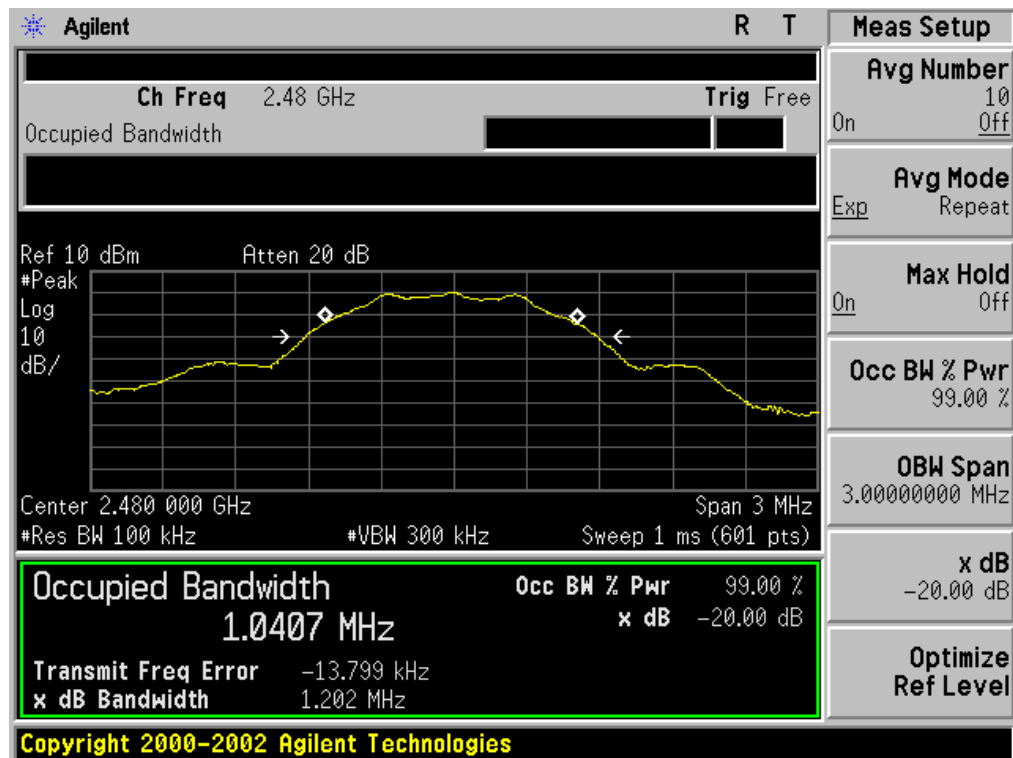 Agilent R T
Ch Freq 2.48 GHz Trig Free
Occupied Bandwidth
Ref 10 dBm Atten 20 dB
#Peak
Log
10
dB/
Center 2.480 000 GHz Span 3 MHz
#Res BW 100 kHz #VBW 300 kHz Sweep 1 ms (601 pts)
Occupied Bandwidth Occ BW % Pwr 99.00 %
1.0407 MHz x dB -20.00 dB
Transmit Freq Error -13.799 kHz
x dB Bandwidth 1.202 MHz
Copyright 2000-2002 Agilent Technologies
Meas Setup
Avg Number
10
On Off
Avg Mode
Exp Repeat
Max Hold
On Off
Occ BW % Pwr
99.00 %
OBW Span
3.00000000 MHz
x dB
-20.00 dB
Optimize
Ref Level